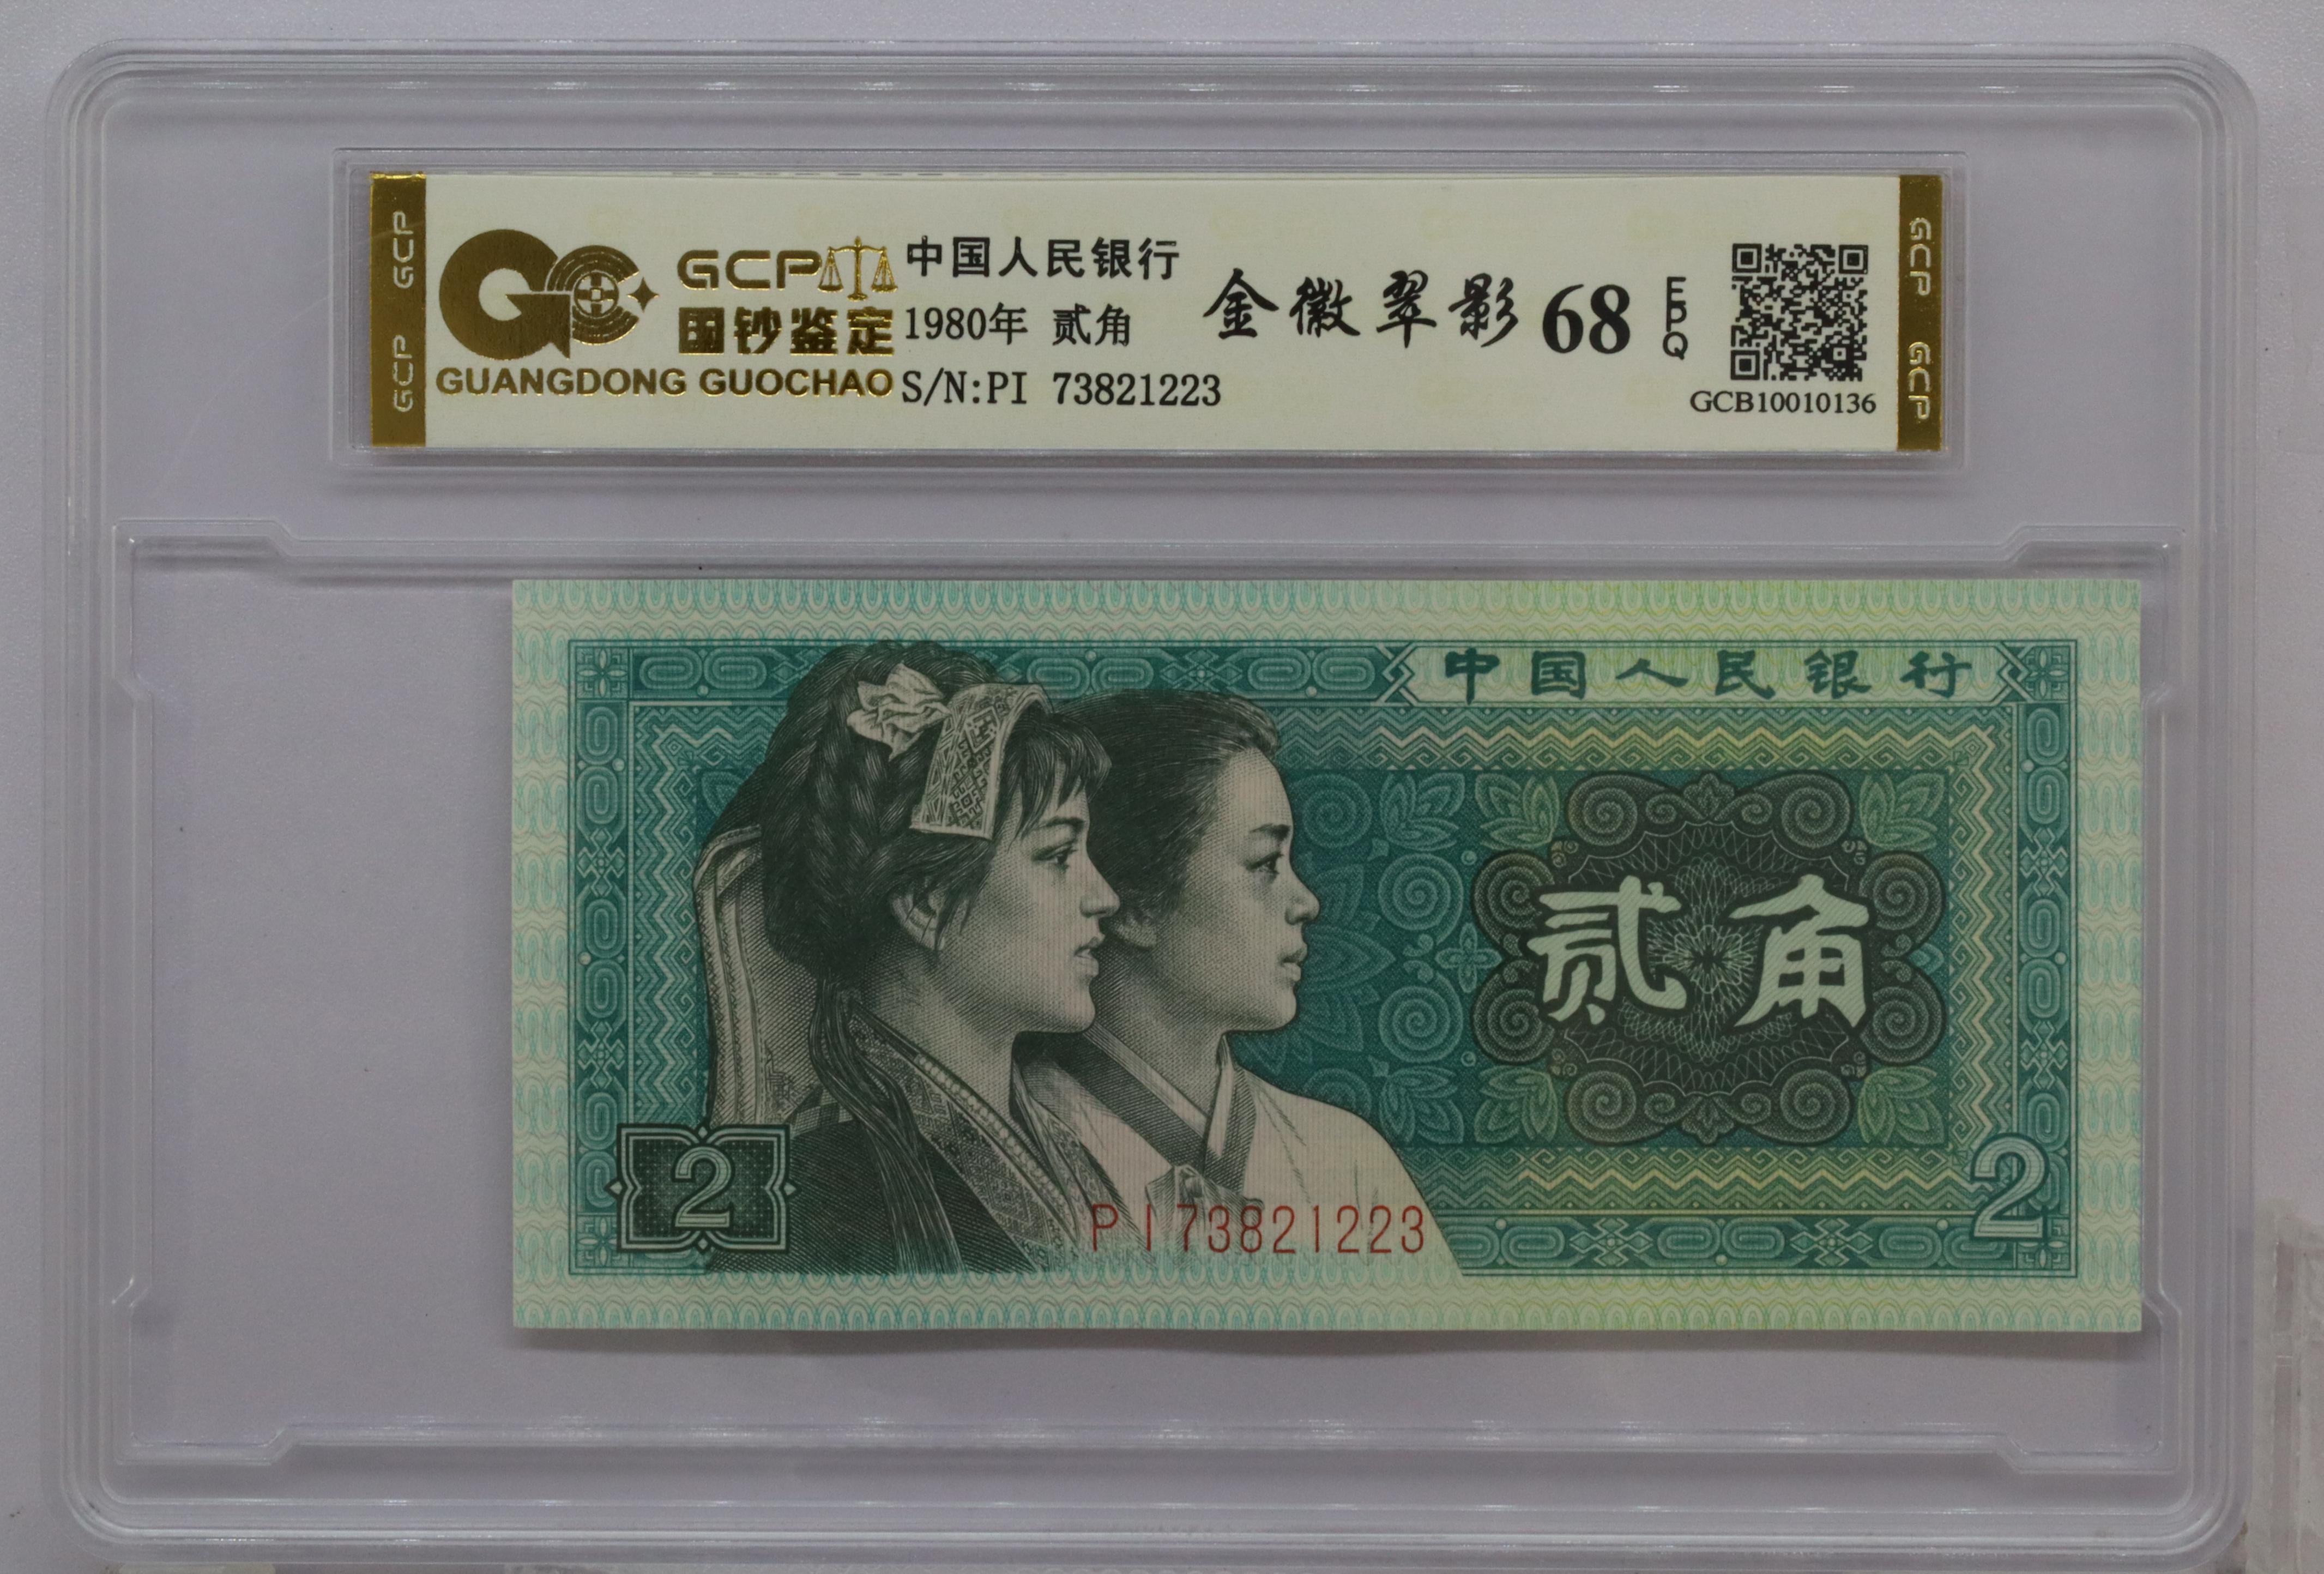 GCP
GCP
GCP
国钞鉴定
GUANGDONG GUOCHAO
中国人民银行
1980年 贰角
S/N:PI 73821223
金徽翠影 68 EPQ
GCB10010136
GCP
GCP
中国人民银行
贰角
2
PI73821223
2